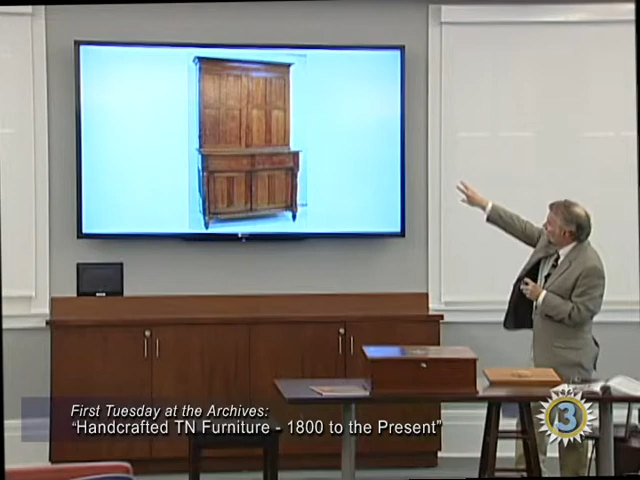 First Tuesday at the Archives:
"Handcrafted TN Furniture - 1800 to the Present"
3